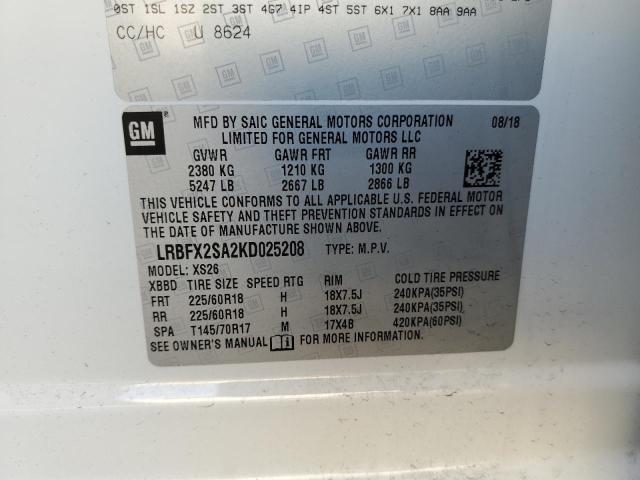 0ST 1SL 1SZ 2ST 3ST 4G7 4IP 4ST 5ST 6X1 7X1 8AA 9AA
CC/HC U 8624
GM
MFD BY SAIC GENERAL MOTORS CORPORATION 08/18
LIMITED FOR GENERAL MOTORS LLC
GVWR GAWR FRT GAWR RR
2380 KG 1210 KG 1300 KG
5247 LB 2667 LB 2866 LB
THIS VEHICLE CONFORMS TO ALL APPLICABLE U.S. FEDERAL MOTOR
VEHICLE SAFETY AND THEFT PREVENTION STANDARDS IN EFFECT ON
THE DATE OF MANUFACTURE SHOWN ABOVE.
LRBFX2SA2KD025208 TYPE: M.P.V.
MODEL: XS26
XBBD TIRE SIZE SPEED RTG RIM COLD TIRE PRESSURE
FRT 225/60R18 H 18X7.5J 240KPA(35PSI)
RR 225/60R18 H 18X7.5J 240KPA(35PSI)
SPA T145/70R17 M 17X4B 420KPA(60PSI)
SEE OWNER'S MANUAL